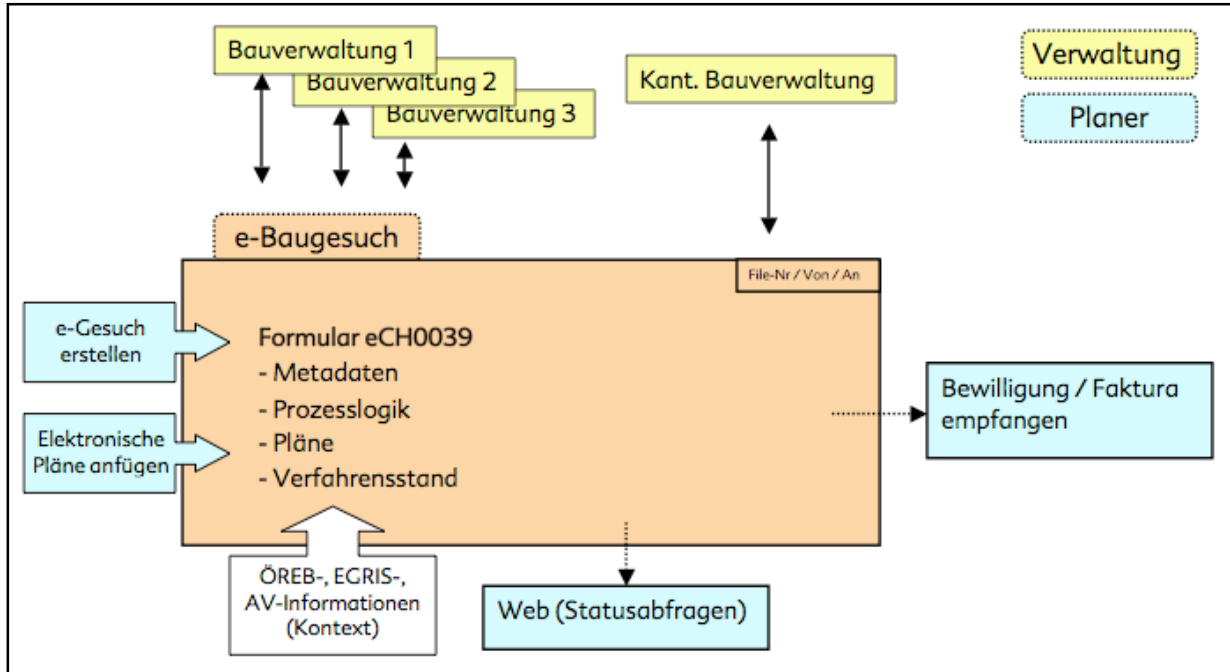 Bauverwaltung 1
Bauverwaltung 2
Bauverwaltung 3
Kant. Bauverwaltung
Verwaltung
Planer
e-Baugesuch
File-Nr / Von / An
e-Gesuch
erstellen
Elektronische
Pläne anfügen
Formular eCH0039
- Metadaten
- Prozesslogik
- Pläne
- Verfahrensstand
Bewilligung / Faktura
empfangen
ÖREB-, EGRIS-,
AV-Informationen
(Kontext)
Web (Statusabfragen)